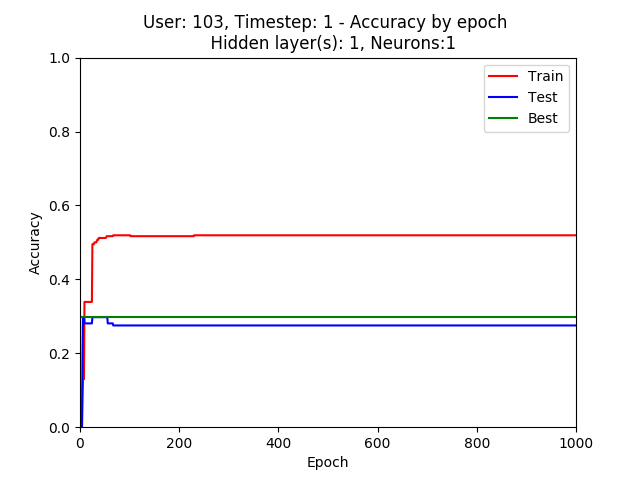 User: 103, Timestep: 1 - Accuracy by epoch
Hidden layer(s): 1, Neurons:1
1.0
0.8
0.6
0.4
0.2
0.0
Accuracy
Train
Test
Best
0 200 400 600 800 1000
Epoch